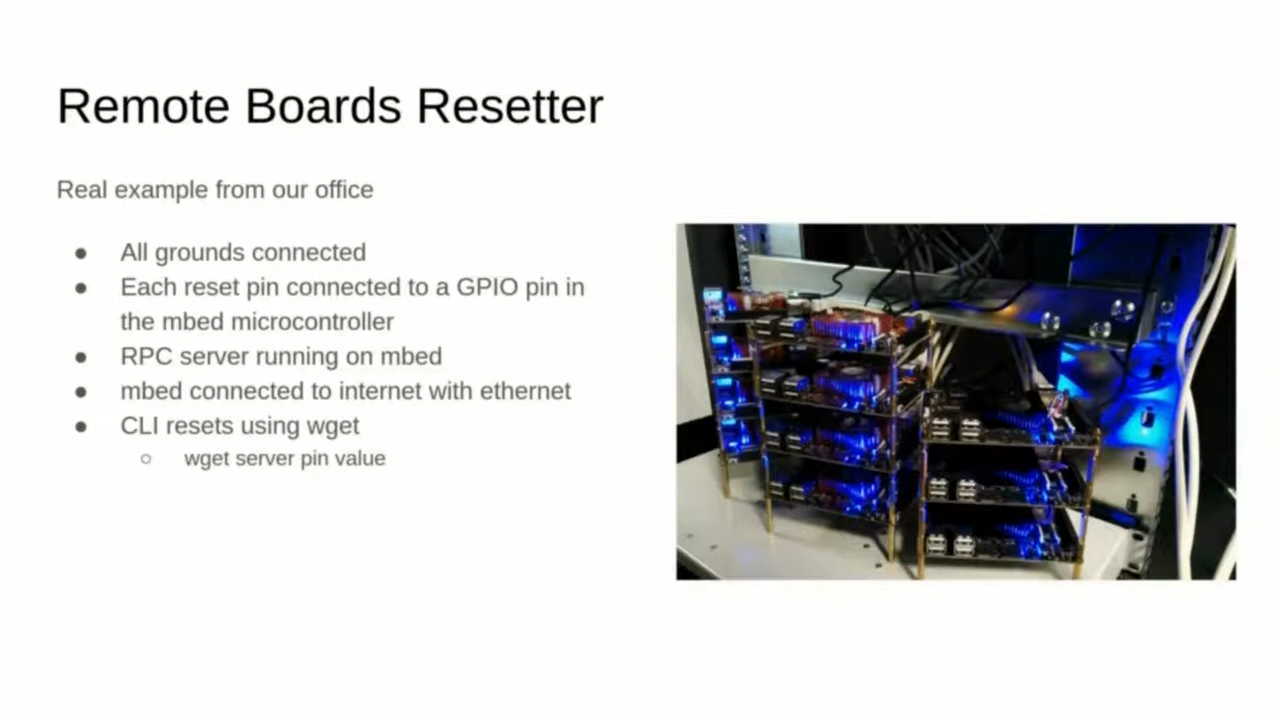 Remote Boards Resetter
Real example from our office
● All grounds connected
● Each reset pin connected to a GPIO pin in
the mbed microcontroller
● RPC server running on mbed
● mbed connected to internet with ethernet
● CLI resets using wget
○ wget server pin value